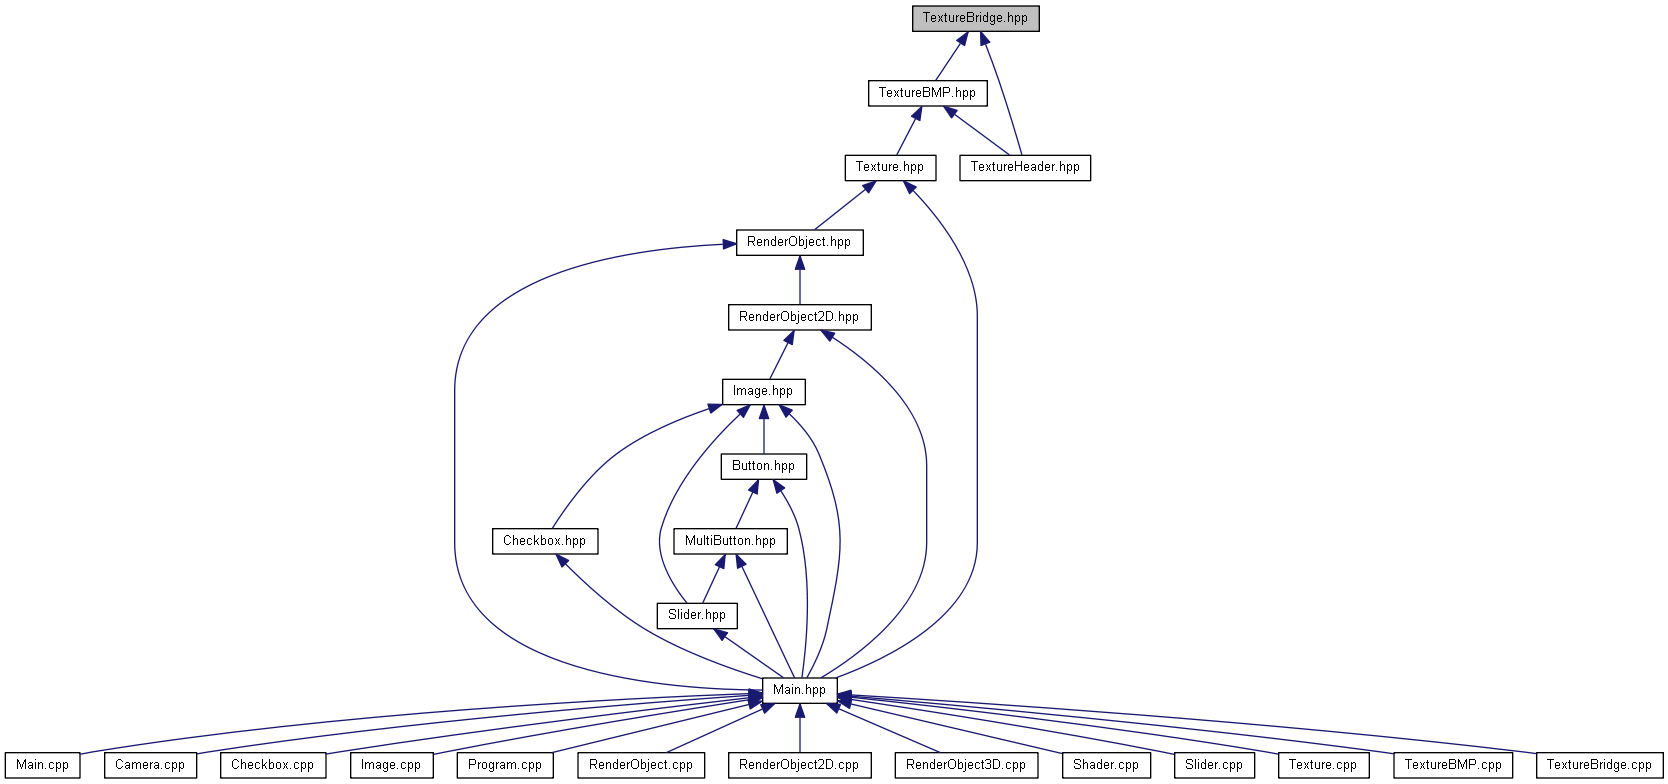 TextureBridge.hpp
TextureBMP.hpp
Texture.hpp
TextureHeader.hpp
RenderObject.hpp
RenderObject2D.hpp
Image.hpp
Button.hpp
Checkbox.hpp
MultiButton.hpp
Slider.hpp
Main.hpp
Main.cpp
Camera.cpp
Checkbox.cpp
Image.cpp
Program.cpp
RenderObject.cpp
RenderObject2D.cpp
RenderObject3D.cpp
Shader.cpp
Slider.cpp
Texture.cpp
TextureBMP.cpp
TextureBridge.cpp